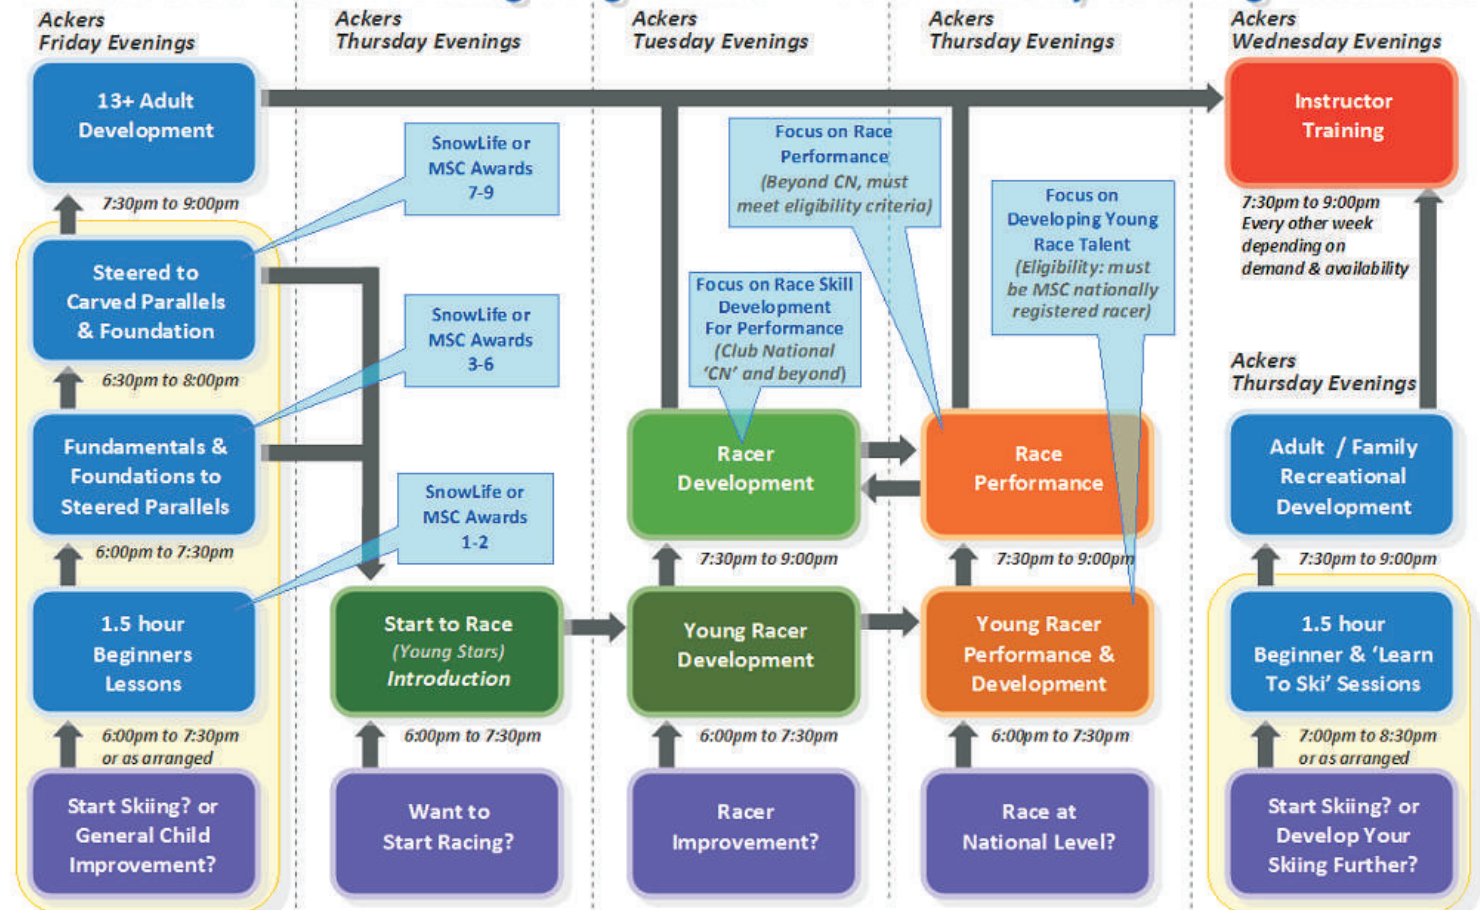 Ackers
Friday Evenings
13+ Adult
Development
7:30pm to 9:00pm
SnowLife or
MSC Awards
7-9
Steered to
Carved Parallels
& Foundation
6:30pm to 8:00pm
SnowLife or
MSC Awards
3-6
Fundamentals &
Foundations to
Steered Parallels
6:00pm to 7:30pm
SnowLife or
MSC Awards
1-2
1.5 hour
Beginners
Lessons
6:00pm to 7:30pm
or as arranged
Start Skiing? or
General Child
Improvement?
Ackers
Thursday Evenings
Start to Race
(Young Stars)
Introduction
6:00pm to 7:30pm
Want to
Start Racing?
Ackers
Tuesday Evenings
Focus on Race Skill
Development
For Performance
(Club National
‘CN’ and beyond)
Racer
Development
7:30pm to 9:00pm
Young Racer
Development
6:00pm to 7:30pm
Racer
Improvement?
Ackers
Thursday Evenings
Focus on Race
Performance
(Beyond CN, must
meet eligibility criteria)
Focus on
Developing Young
Race Talent
(Eligibility: must
be MSC nationally
registered racer)
Race
Performance
7:30pm to 9:00pm
Young Racer
Performance &
Development
6:00pm to 7:30pm
Race at
National Level?
Ackers
Wednesday Evenings
Instructor
Training
7:30pm to 9:00pm
Every other week
depending on
demand & availability
Ackers
Thursday Evenings
Adult / Family
Recreational
Development
7:30pm to 9:00pm
1.5 hour
Beginner & ‘Learn
To Ski’ Sessions
7:00pm to 8:30pm
or as arranged
Start Skiing? or
Develop Your
Skiing Further?